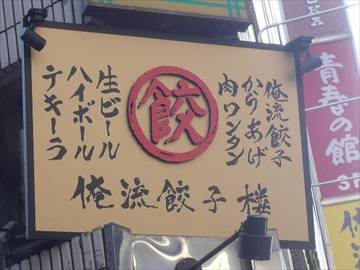 俺流餃子
からあげ
肉ワンタン
餃
生ビール
ハイボール
テキーラ
俺流餃子楼
青春の館